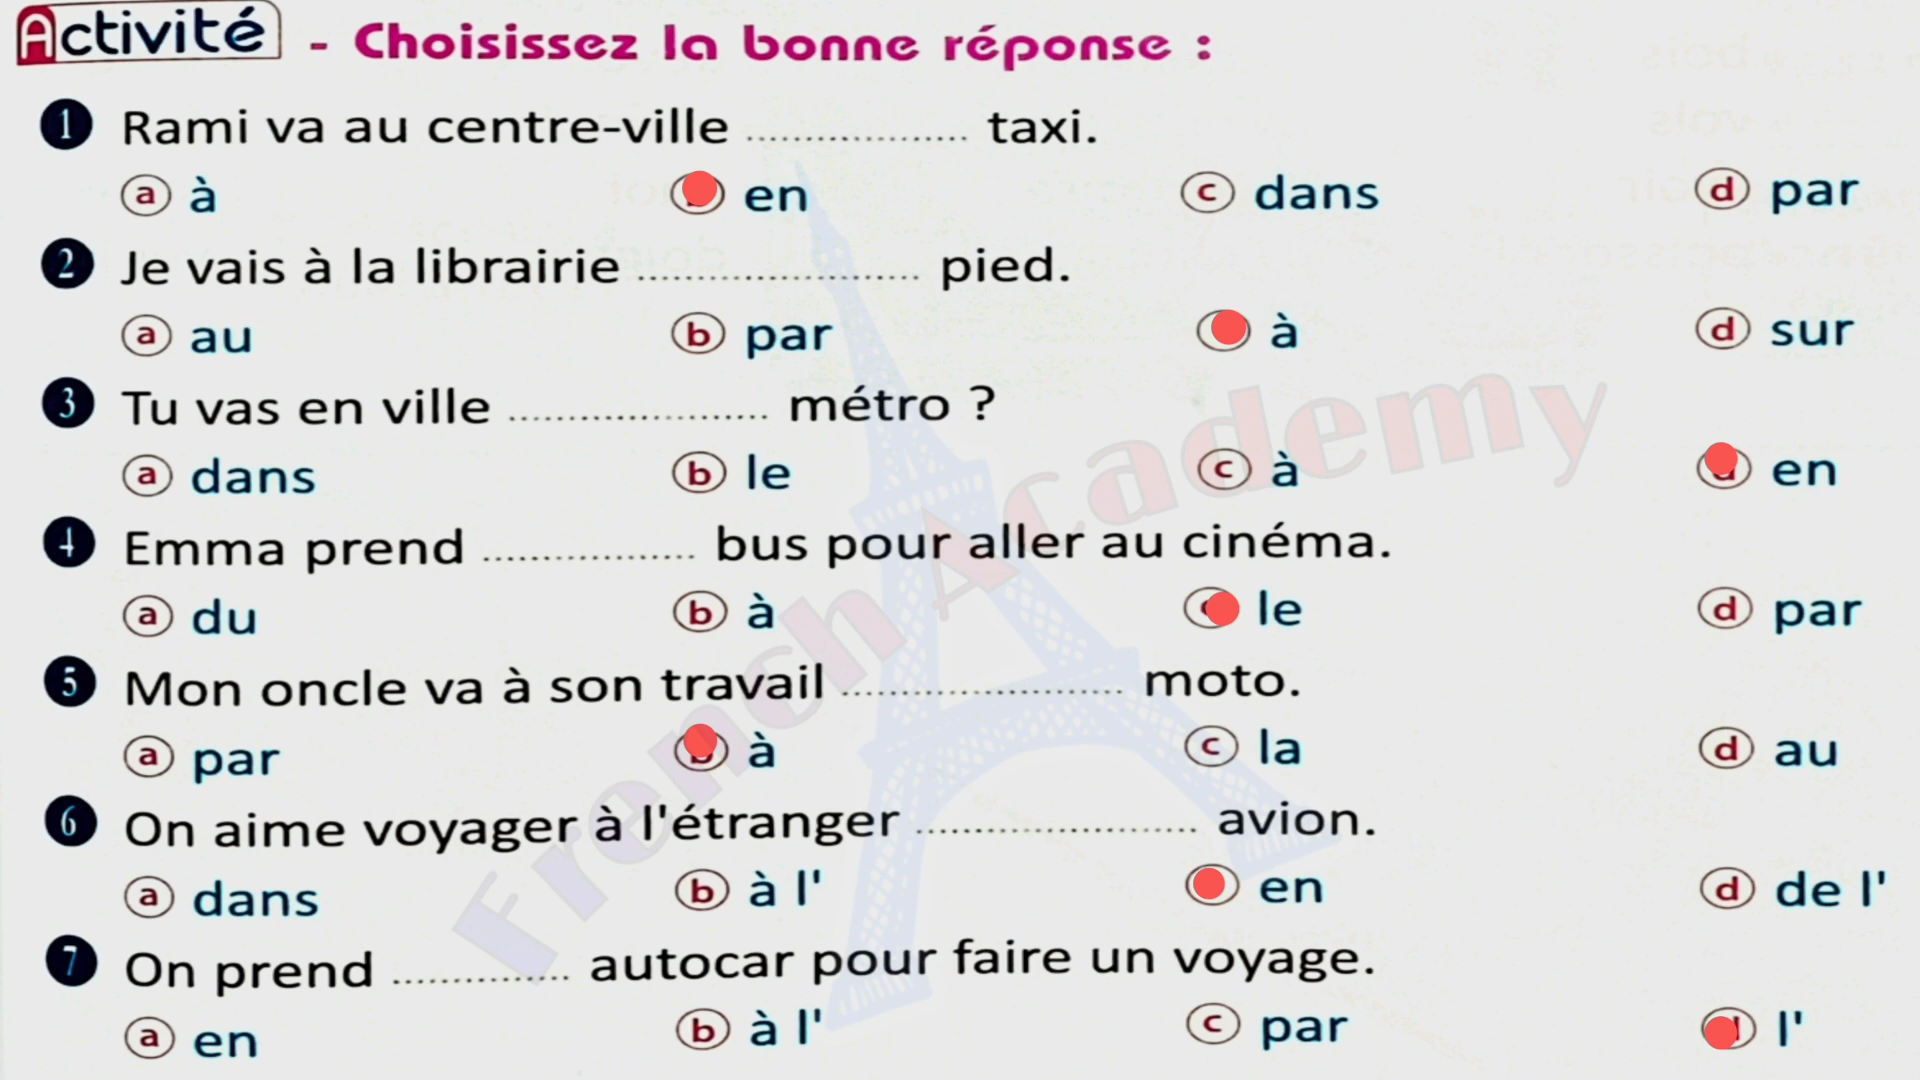 Activité - Choisissez la bonne réponse :
1 Rami va au centre-ville .................. taxi.
a à en c dans d par
2 Je vais à la librairie ........................ pied.
a au b par à d sur
3 Tu vas en ville ...................... métro ?
a dans b le c à en
4 Emma prend .................. bus pour aller au cinéma.
a du b à le d par
5 Mon oncle va à son travail ........................ moto.
a par à c la d au
6 On aime voyager à l'étranger ........................ avion.
a dans b à l' en d de l'
7 On prend ............... autocar pour faire un voyage.
a en b à l' c par l'
French Academy